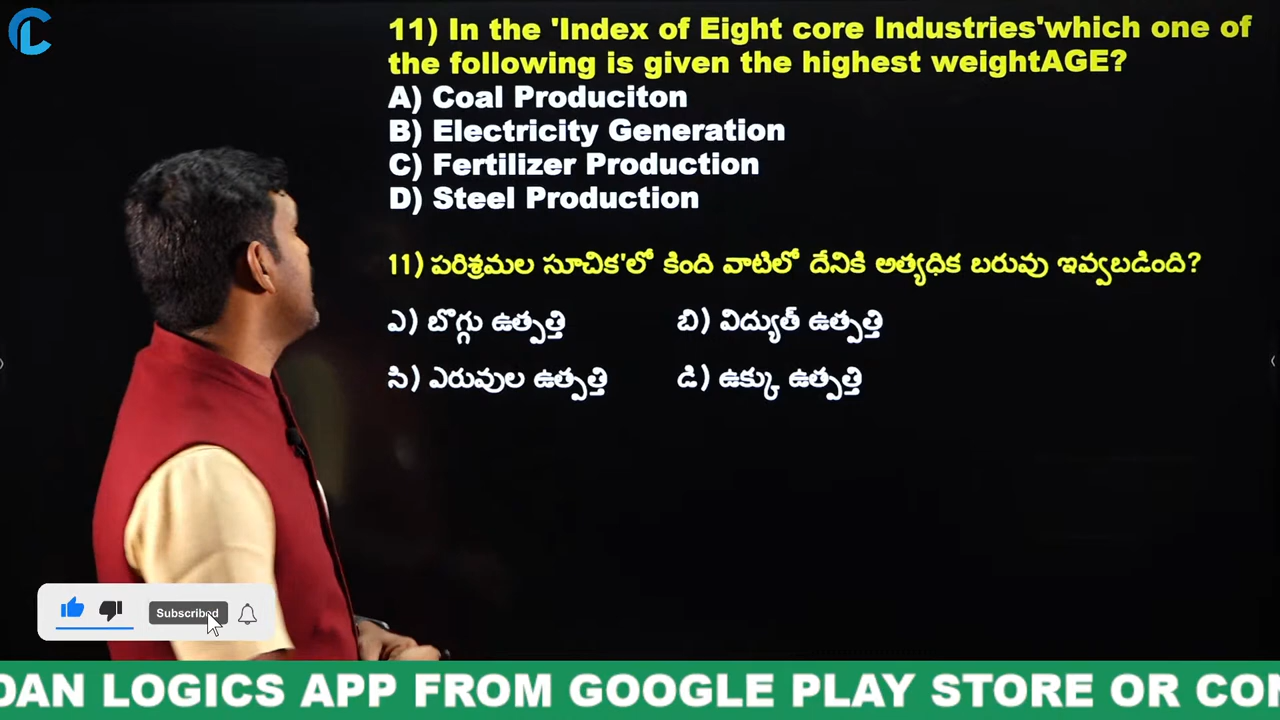 11) In the 'Index of Eight core Industries'which one of
the following is given the highest weightAGE?
A) Coal Produciton
B) Electricity Generation
C) Fertilizer Production
D) Steel Production
11) పరిశ్రమల సూచిక'లో కింది వాటిలో దేనికి అత్యధిక బరువు ఇవ్వబడింది?
ఎ) బొగ్గు ఉత్పత్తి బి) విద్యుత్ ఉత్పత్తి
సి) ఎరువుల ఉత్పత్తి డి) ఉక్కు ఉత్పత్తి
Subscribed
DAN LOGICS APP FROM GOOGLE PLAY STORE OR CON